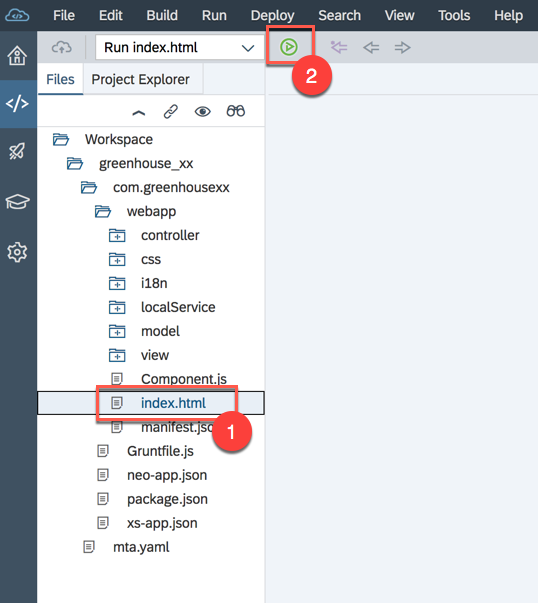 File Edit Build Run Deploy Search View Tools Help
Run index.html
2
Files Project Explorer
Workspace
greenhouse_xx
com.greenhousexx
webapp
controller
css
i18n
localService
model
view
Component.js
index.html
1
Gruntfile.js
neo-app.json
package.json
xs-app.json
mta.yaml